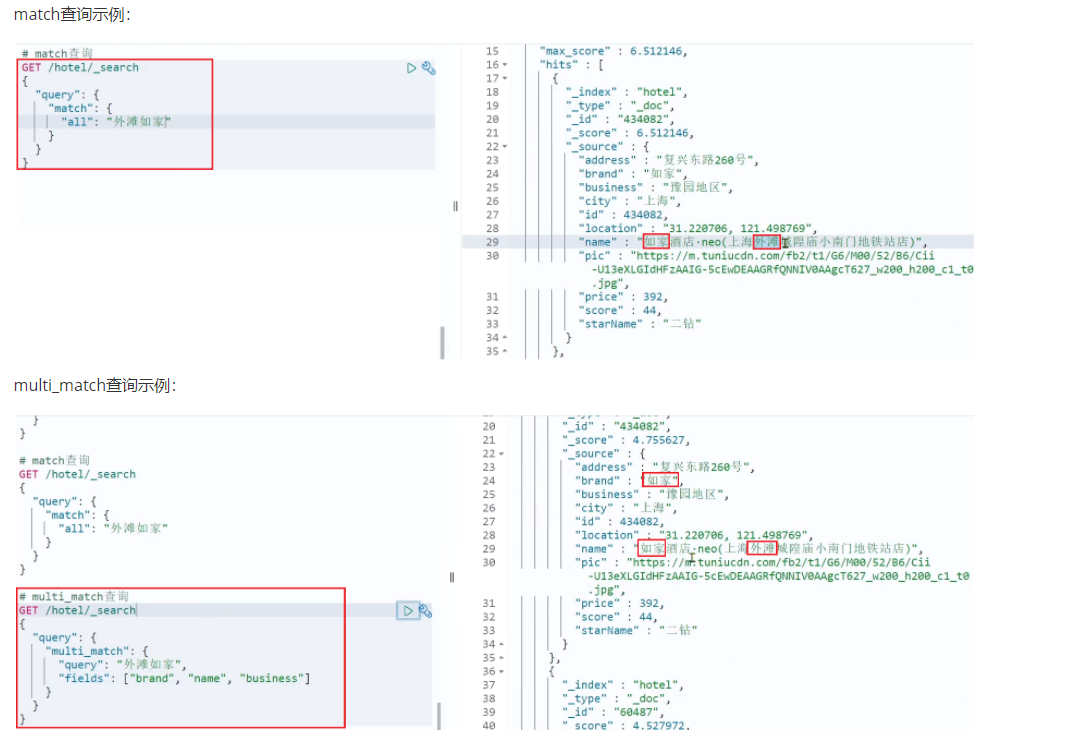 match查询示例：
# match查询
GET /hotel/_search
{
  "query": {
    "match": {
      "all": "外滩如家"
    }
  }
}
15 "max_score" : 6.512146,
16 "hits" : [
17 {
18 "_index" : "hotel",
19 "_type" : "_doc",
20 "_id" : "434082",
21 "_score" : 6.512146,
22 "_source" : {
23 "address" : "复兴东路260号",
24 "brand" : "如家",
25 "business" : "豫园地区",
26 "city" : "上海",
27 "id" : 434082,
28 "location" : "31.220706, 121.498769",
29 "name" : "如家酒店·neo(上海外滩城隍庙小南门地铁站店)",
30 "pic" : "https://m.tuniucdn.com/fb2/t1/G6/M00/52/B6/Cii
-U13eXLGIdHFzAAIG-5cEwDEAAGRfQNNIV0AAgcT627_w200_h200_c1_t0
.jpg",
31 "price" : 392,
32 "score" : 44,
33 "starName" : "二钻"
34 }
35 },
multi_match查询示例：
}
}
# match查询
GET /hotel/_search
{
  "query": {
    "match": {
      "all": "外滩如家"
    }
  }
}
# multi_match查询
GET /hotel/_search
{
  "query": {
    "multi_match": {
      "query": "外滩如家",
      "fields": ["brand", "name", "business"]
    }
  }
}
20 "_id" : "434082",
21 "_score" : 4.755627,
22 "_source" : {
23 "address" : "复兴东路260号",
24 "brand" : "如家",
25 "business" : "豫园地区",
26 "city" : "上海",
27 "id" : 434082,
28 "location" : "31.220706, 121.498769",
29 "name" : "如家酒店·neo(上海外滩城隍庙小南门地铁站店)",
30 "pic" : "https://m.tuniucdn.com/fb2/t1/G6/M00/52/B6/Cii
-U13eXLGIdHFzAAIG-5cEwDEAAGRfQNNIV0AAgcT627_w200_h200_c1_t0
.jpg",
31 "price" : 392,
32 "score" : 44,
33 "starName" : "二钻"
34 }
35 },
36 {
37 "_index" : "hotel",
38 "_type" : "_doc",
39 "_id" : "60487",
40 "_score" : 4.527972,